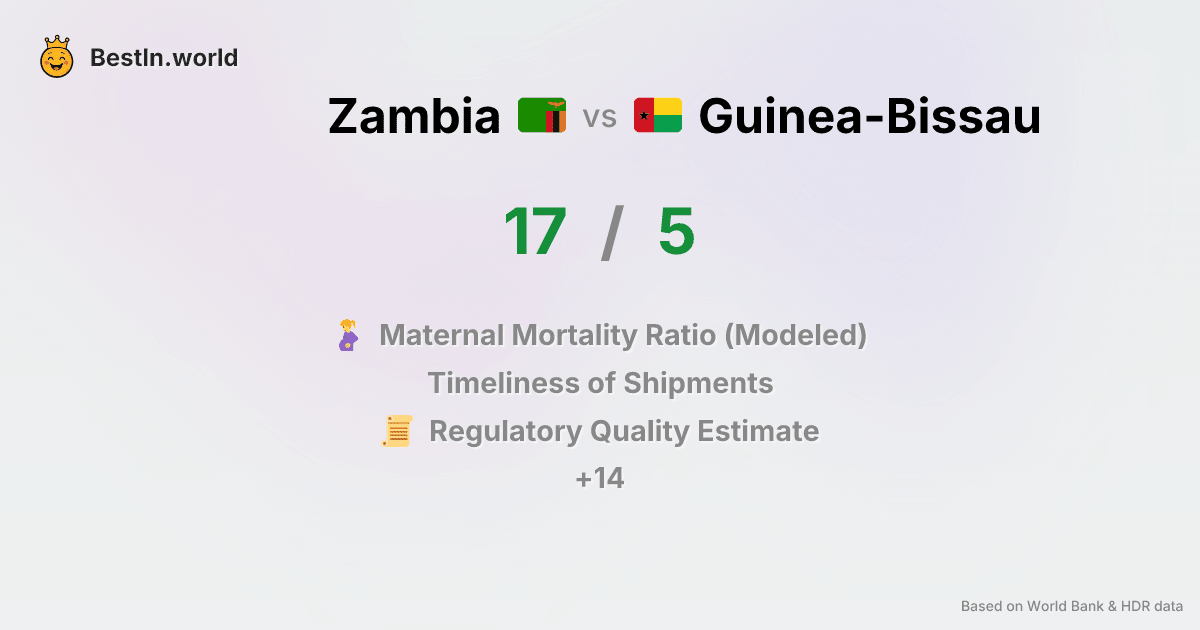 BestIn.world
Zambia vs Guinea-Bissau
17 / 5
Maternal Mortality Ratio (Modeled)
Timeliness of Shipments
Regulatory Quality Estimate
+14
Based on World Bank & HDR data